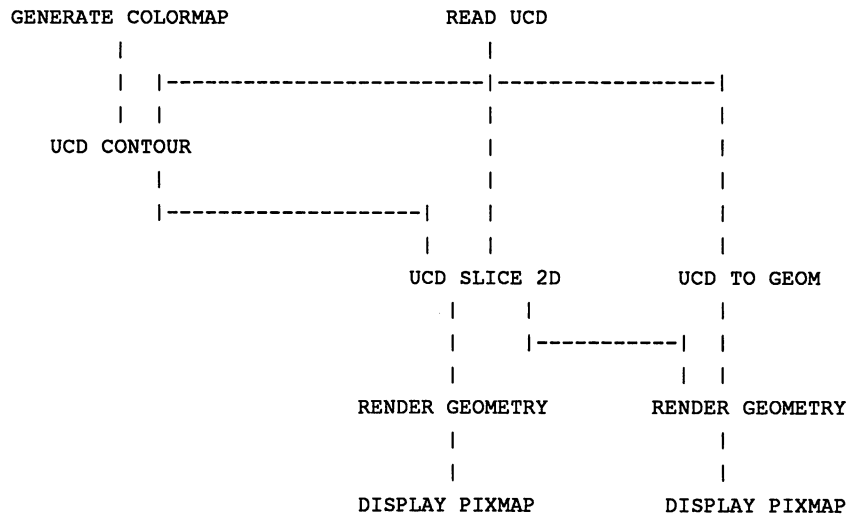 GENERATE COLORMAP READ UCD
UCD CONTOUR
UCD SLICE 2D UCD TO GEOM
RENDER GEOMETRY RENDER GEOMETRY
DISPLAY PIXMAP DISPLAY PIXMAP